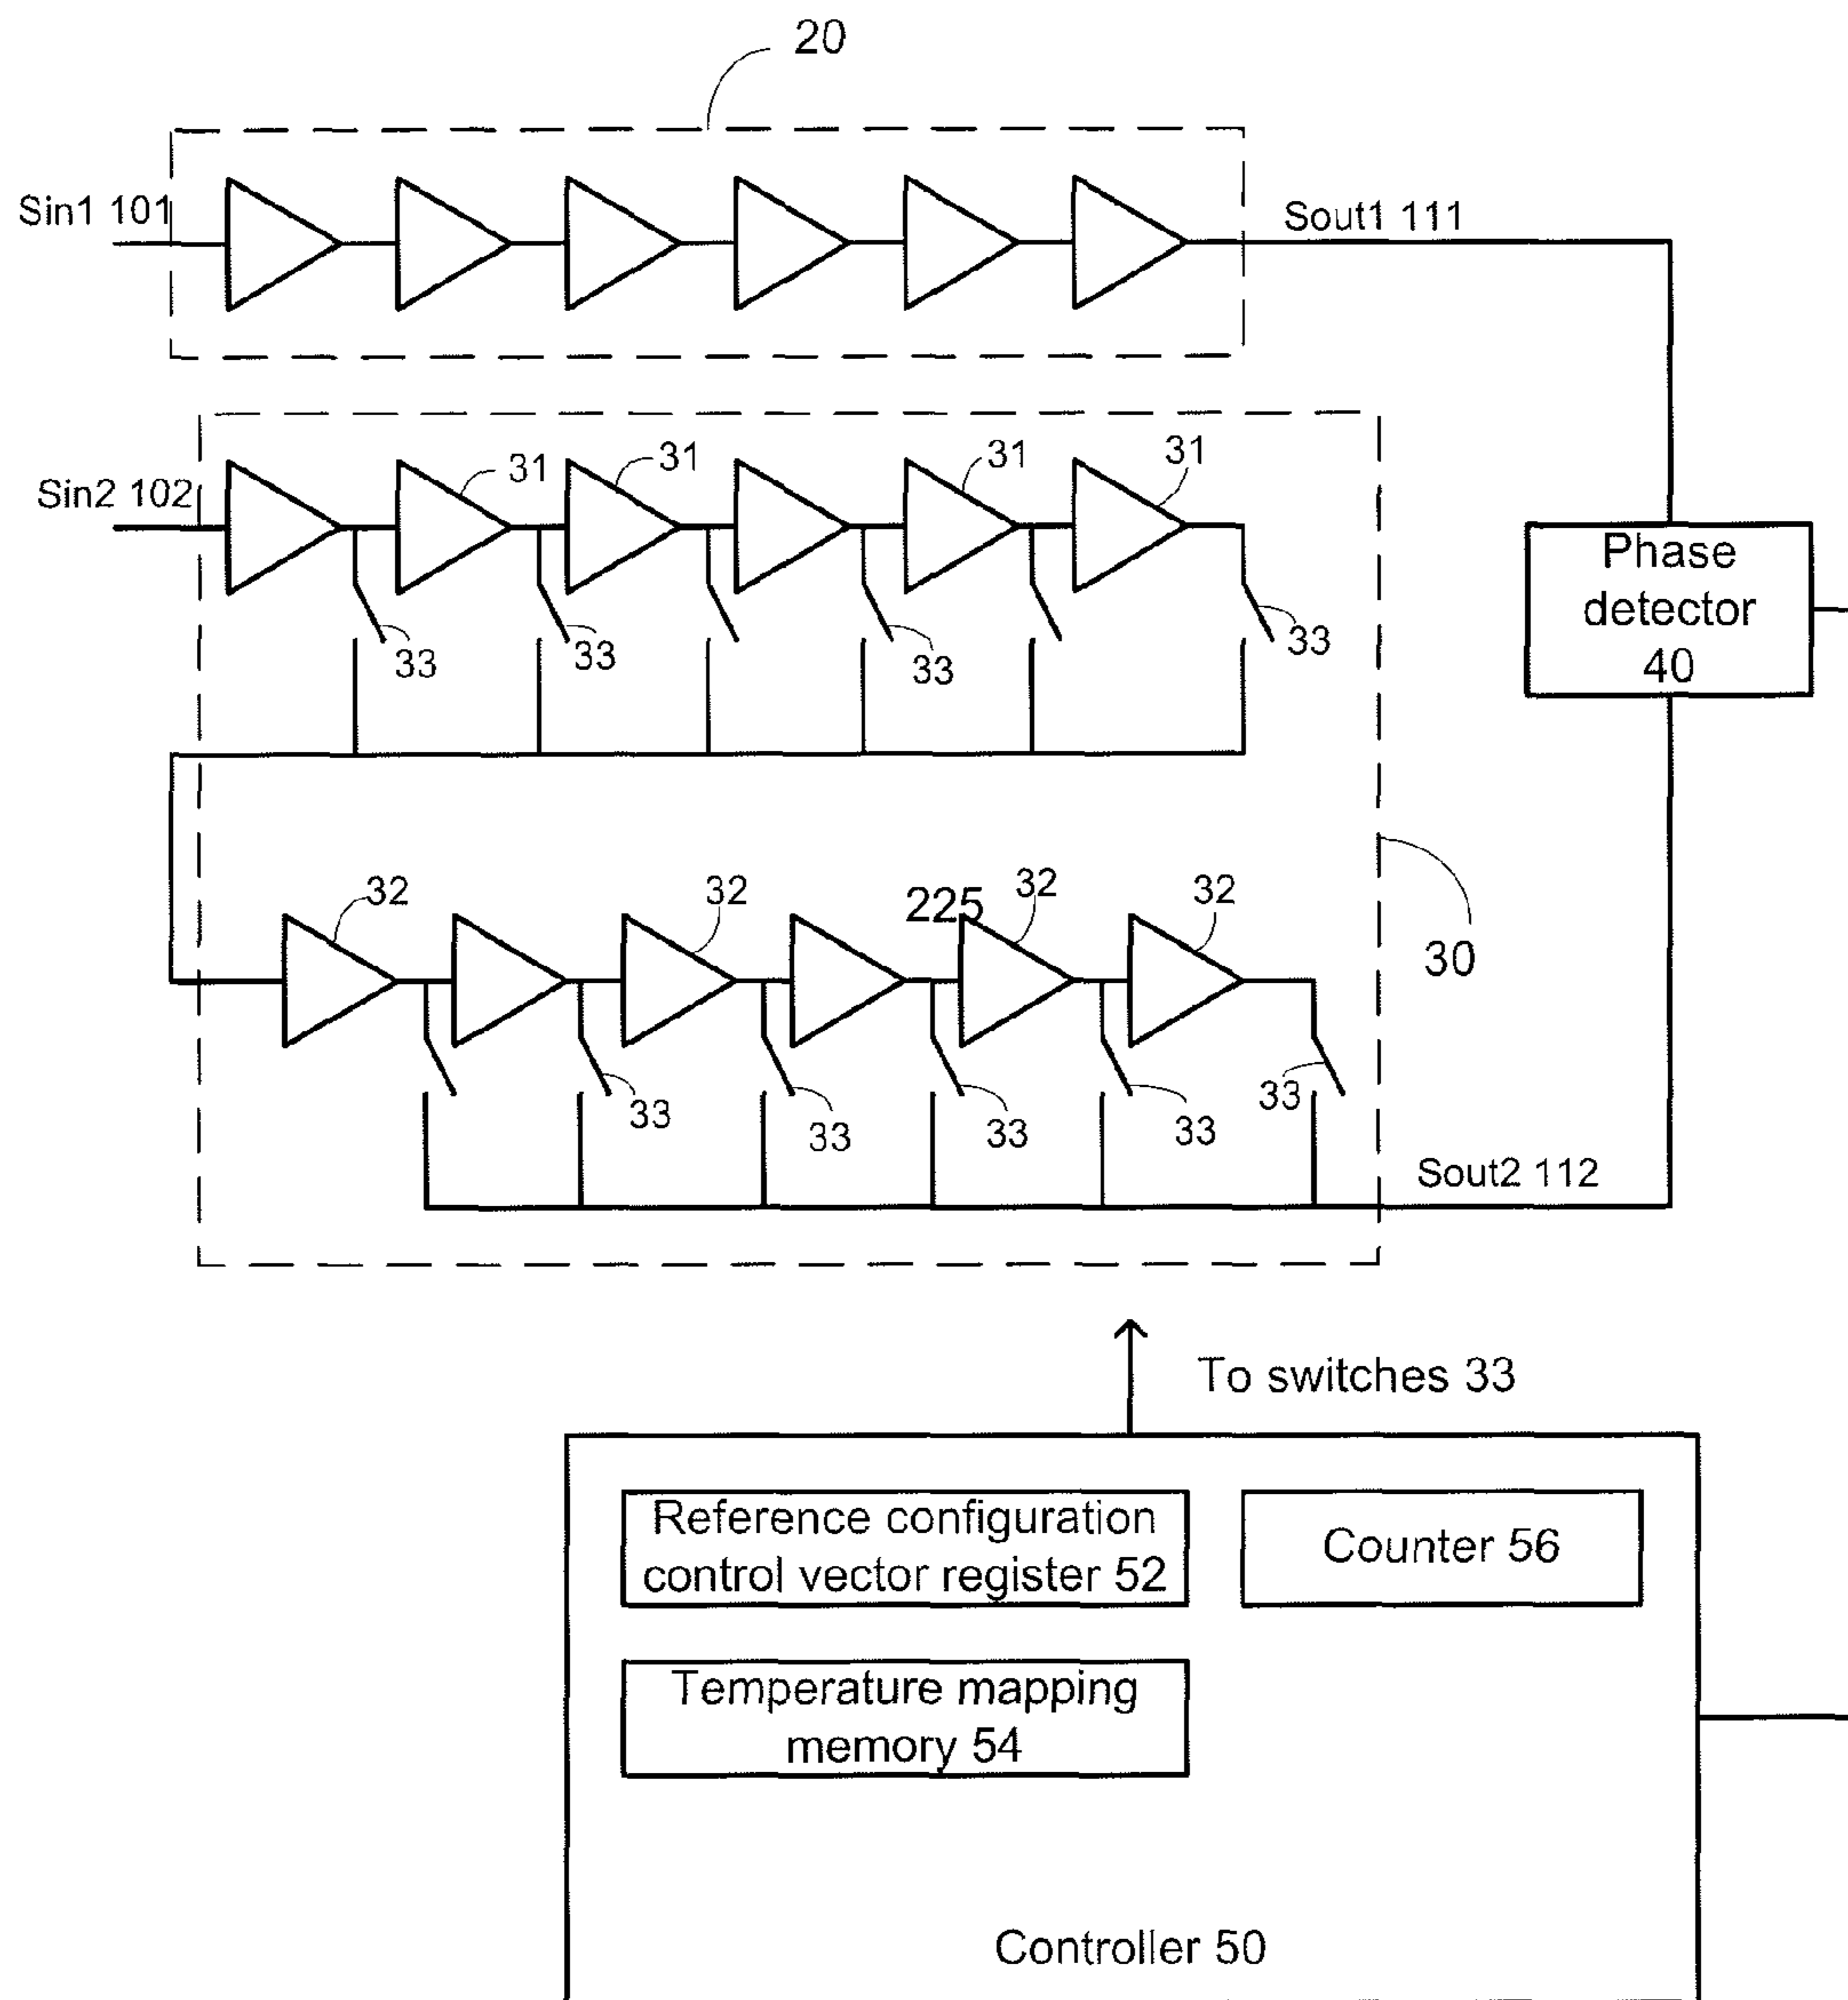 20
Sin1 101
Sout1 111
31
31
31
31
Sin2 102
33
33
33
33
Phase
detector
40
32
32
225
32
32
30
33
33
33
33
33
Sout2 112
To switches 33
Reference configuration
control vector register 52
Counter 56
Temperature mapping
memory 54
Controller 50